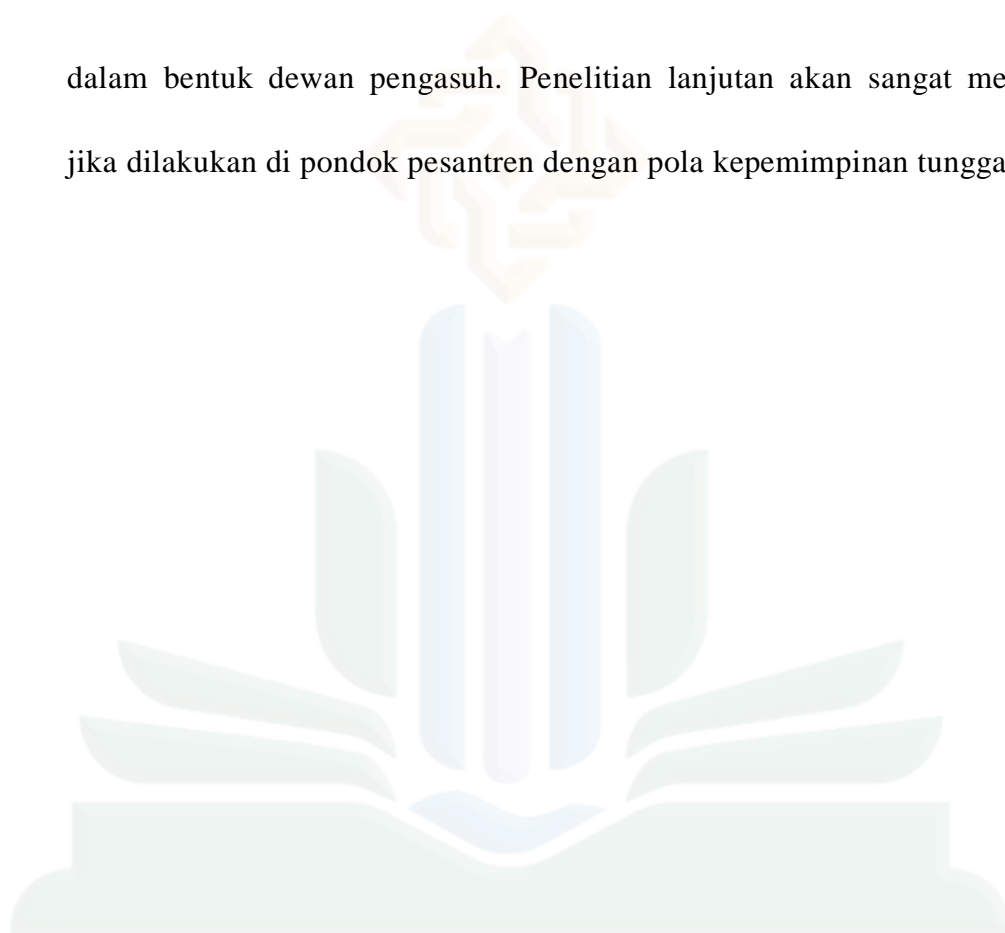 dalam bentuk dewan pengasuh. Penelitian lanjutan akan sangat me
jika dilakukan di pondok pesantren dengan pola kepemimpinan tungga